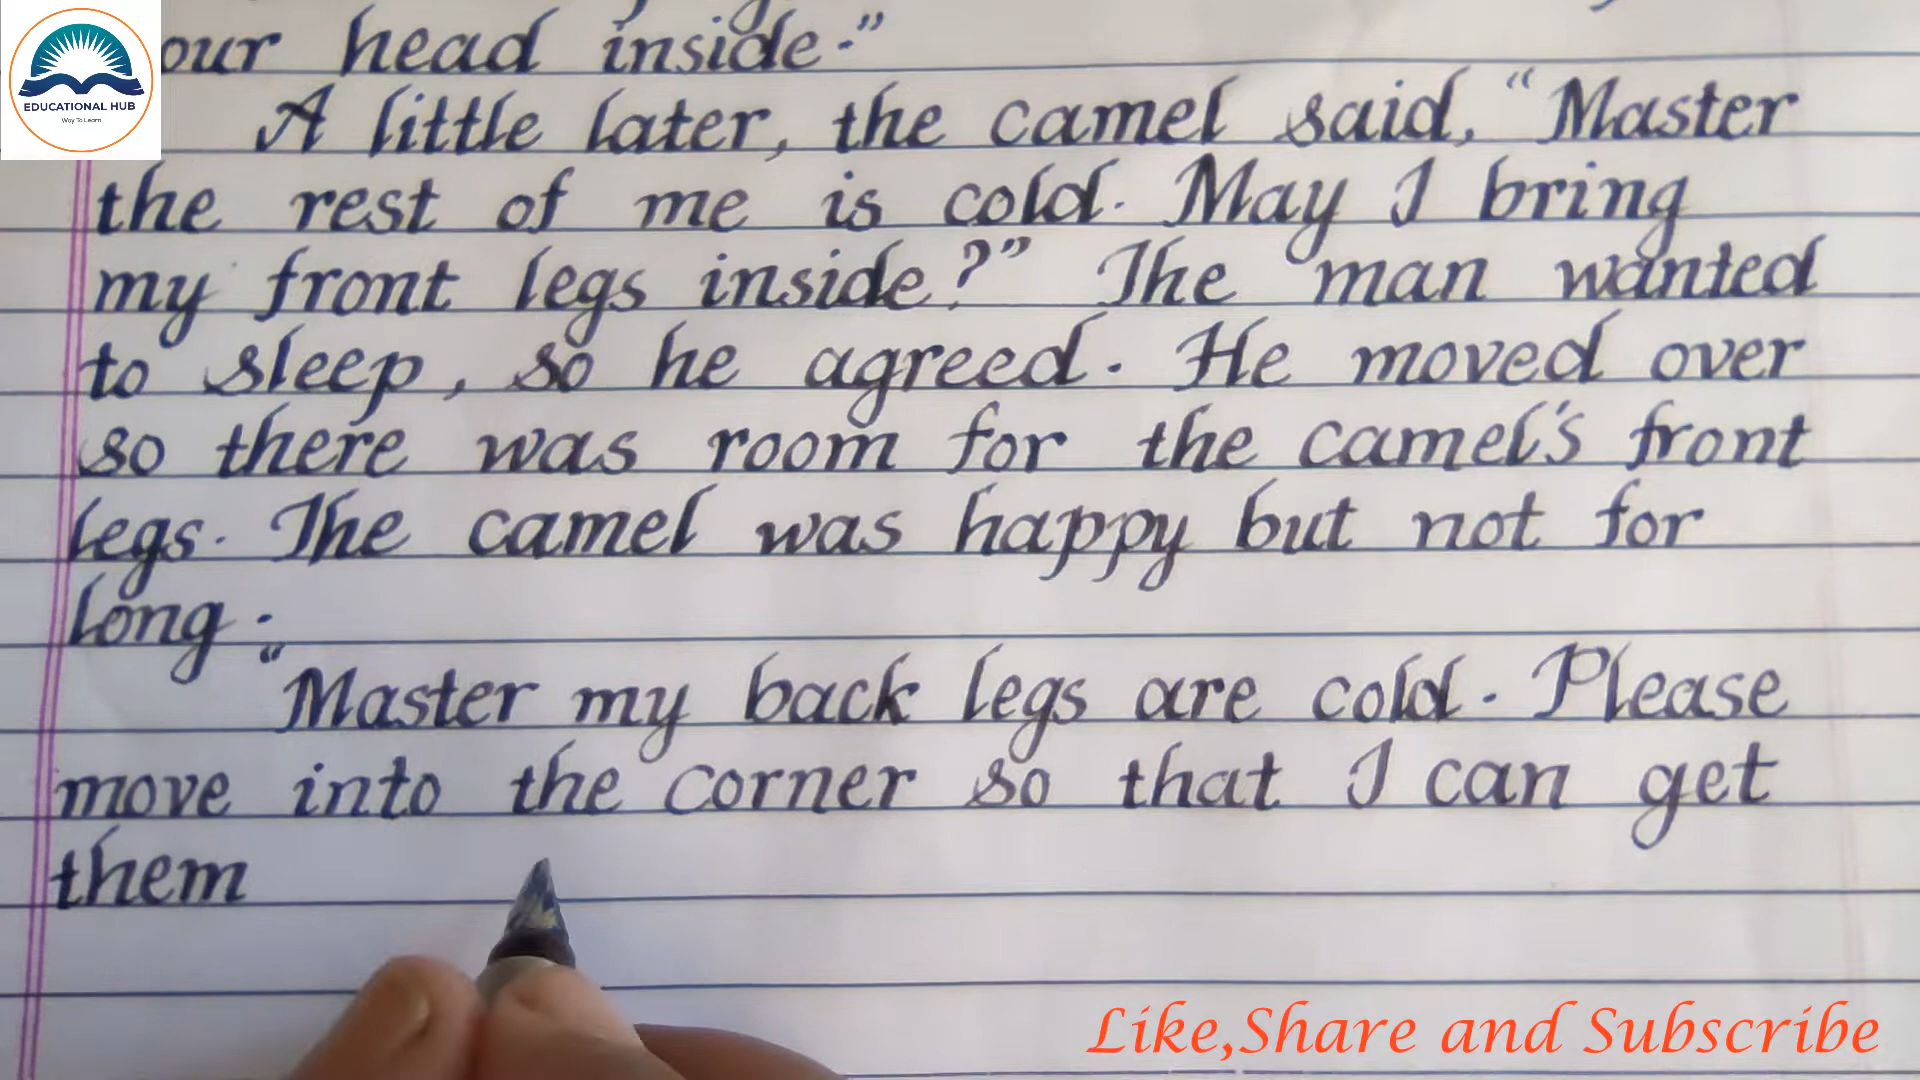 EDUCATIONAL HUB
Way To Learn
our head inside."
A little later, the camel said, "Master
the rest of me is cold. May I bring
my front legs inside?" The man wanted
to sleep, so he agreed. He moved over
so there was room for the camel's front
legs. The camel was happy but not for
long.
"Master my back legs are cold. Please
move into the corner so that I can get
them
Like,Share and Subscribe